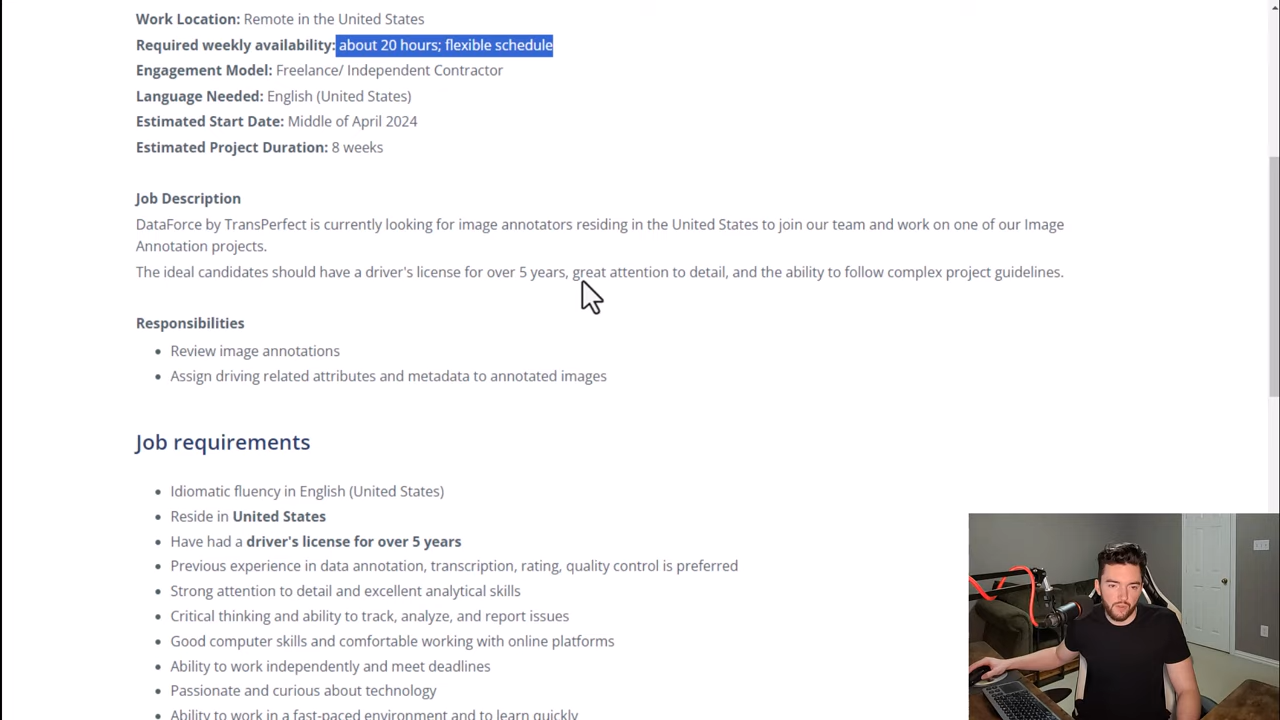 Work Location: Remote in the United States
Required weekly availability: about 20 hours; flexible schedule
Engagement Model: Freelance/ Independent Contractor
Language Needed: English (United States)
Estimated Start Date: Middle of April 2024
Estimated Project Duration: 8 weeks
Job Description
DataForce by TransPerfect is currently looking for image annotators residing in the United States to join our team and work on one of our Image
Annotation projects.
The ideal candidates should have a driver's license for over 5 years, great attention to detail, and the ability to follow complex project guidelines.
Responsibilities
Review image annotations
Assign driving related attributes and metadata to annotated images
Job requirements
Idiomatic fluency in English (United States)
Reside in United States
Have had a driver's license for over 5 years
Previous experience in data annotation, transcription, rating, quality control is preferred
Strong attention to detail and excellent analytical skills
Critical thinking and ability to track, analyze, and report issues
Good computer skills and comfortable working with online platforms
Ability to work independently and meet deadlines
Passionate and curious about technology
Ability to work in a fast-paced environment and to learn quickly